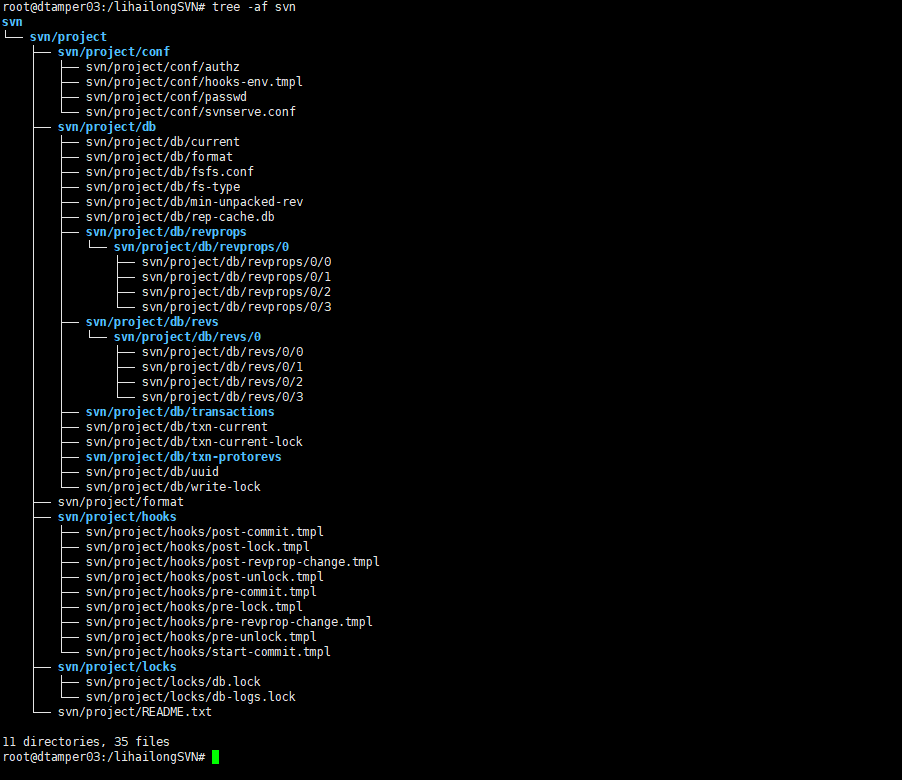 root@dtamper03:/lihailongSVN# tree -af svn
svn
└── svn/project
    ├── svn/project/conf
    │   ├── svn/project/conf/authz
    │   ├── svn/project/conf/hooks-env.tmpl
    │   ├── svn/project/conf/passwd
    │   └── svn/project/conf/svnserve.conf
    ├── svn/project/db
    │   ├── svn/project/db/current
    │   ├── svn/project/db/format
    │   ├── svn/project/db/fsfs.conf
    │   ├── svn/project/db/fs-type
    │   ├── svn/project/db/min-unpacked-rev
    │   ├── svn/project/db/rep-cache.db
    │   ├── svn/project/db/revprops
    │   │   └── svn/project/db/revprops/0
    │   │       ├── svn/project/db/revprops/0/0
    │   │       ├── svn/project/db/revprops/0/1
    │   │       ├── svn/project/db/revprops/0/2
    │   │       └── svn/project/db/revprops/0/3
    │   ├── svn/project/db/revs
    │   │   └── svn/project/db/revs/0
    │   │       ├── svn/project/db/revs/0/0
    │   │       ├── svn/project/db/revs/0/1
    │   │       ├── svn/project/db/revs/0/2
    │   │       └── svn/project/db/revs/0/3
    │   ├── svn/project/db/transactions
    │   ├── svn/project/db/txn-current
    │   ├── svn/project/db/txn-current-lock
    │   ├── svn/project/db/txn-protorevs
    │   ├── svn/project/db/uuid
    │   └── svn/project/db/write-lock
    ├── svn/project/format
    ├── svn/project/hooks
    │   ├── svn/project/hooks/post-commit.tmpl
    │   ├── svn/project/hooks/post-lock.tmpl
    │   ├── svn/project/hooks/post-revprop-change.tmpl
    │   ├── svn/project/hooks/post-unlock.tmpl
    │   ├── svn/project/hooks/pre-commit.tmpl
    │   ├── svn/project/hooks/pre-lock.tmpl
    │   ├── svn/project/hooks/pre-revprop-change.tmpl
    │   ├── svn/project/hooks/pre-unlock.tmpl
    │   └── svn/project/hooks/start-commit.tmpl
    ├── svn/project/locks
    │   ├── svn/project/locks/db.lock
    │   └── svn/project/locks/db-logs.lock
    └── svn/project/README.txt

11 directories, 35 files
root@dtamper03:/lihailongSVN#